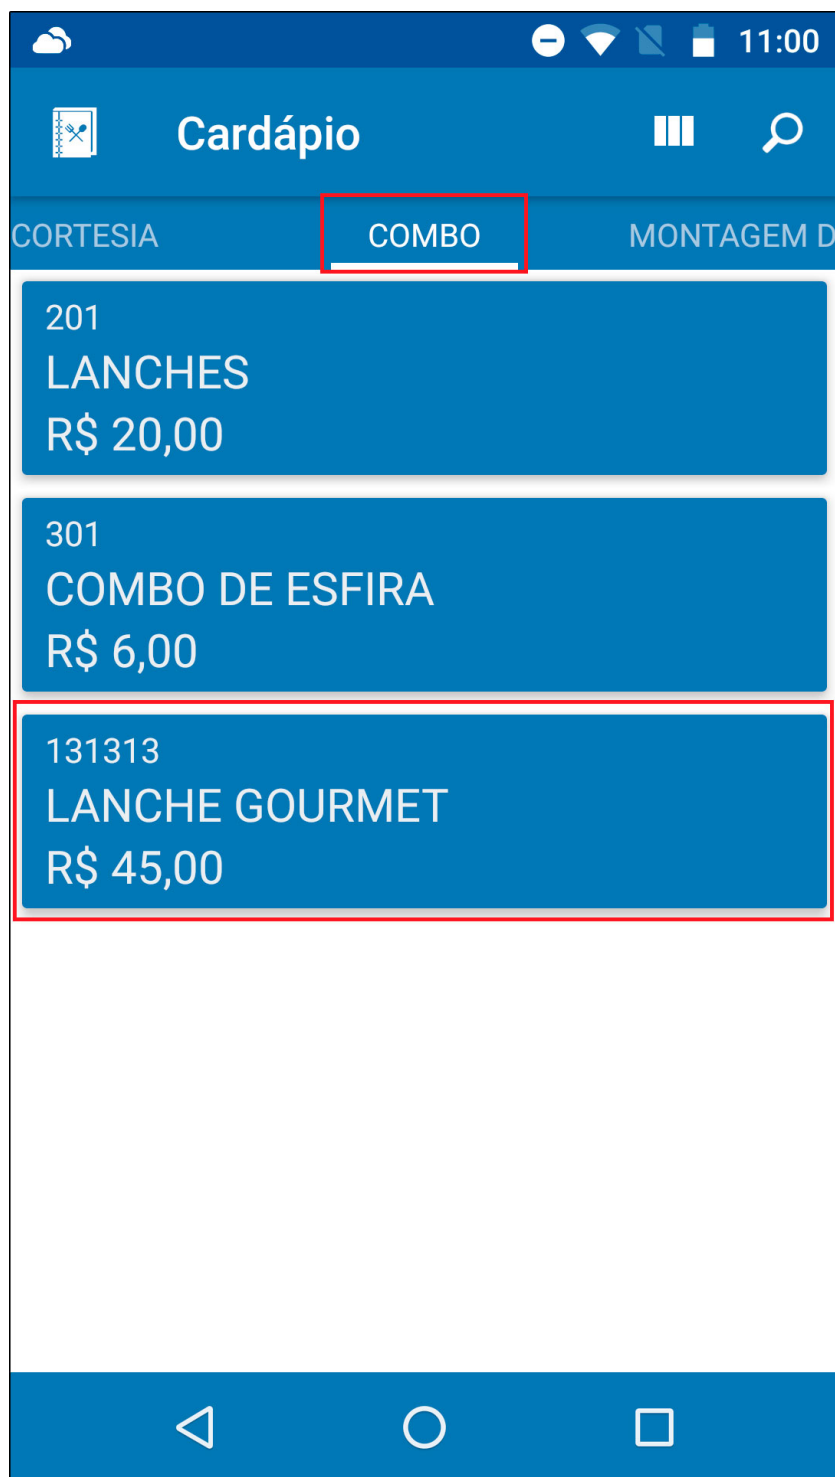 11:00
Cardápio
CORTESIA COMBO MONTAGEM D
201
LANCHES
R$ 20,00
301
COMBO DE ESFIRA
R$ 6,00
131313
LANCHE GOURMET
R$ 45,00